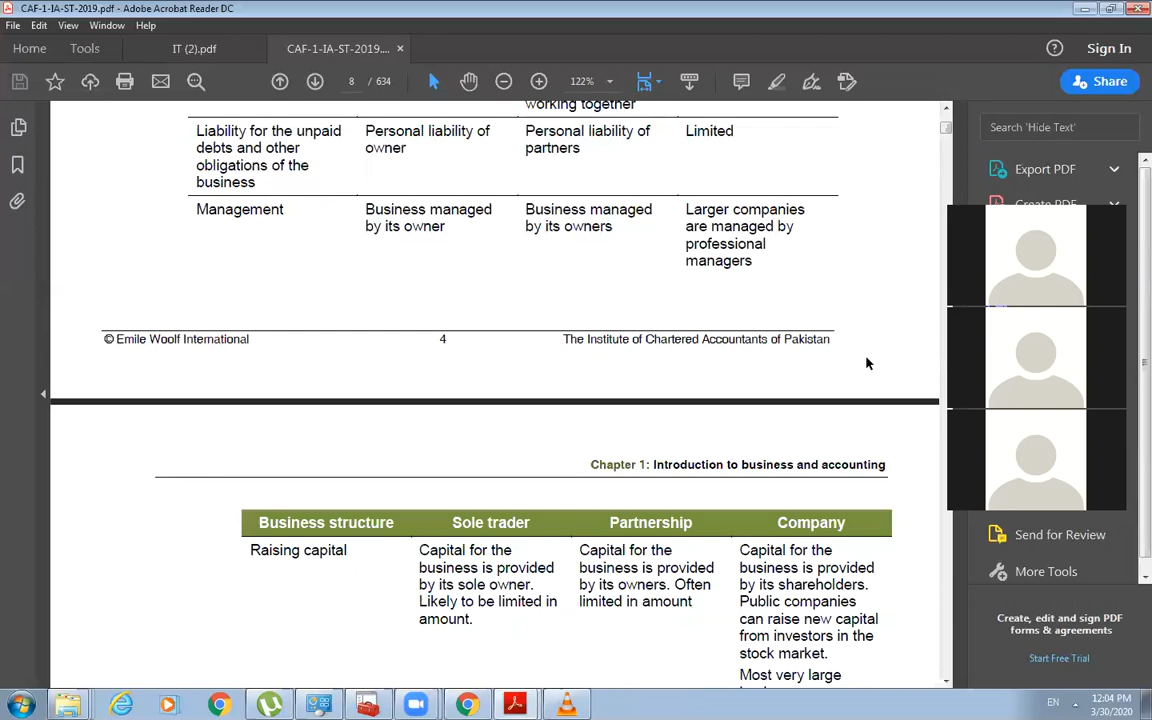 CAF-1-IA-ST-2019.pdf - Adobe Acrobat Reader DC
File Edit View Window Help
Home Tools IT (2).pdf CAF-1-IA-ST-2019.... × Sign In
8 / 634 122% Share
working together
Liability for the unpaid debts and other obligations of the business
Personal liability of owner
Personal liability of partners
Limited
Management
Business managed by its owner
Business managed by its owners
Larger companies are managed by professional managers
© Emile Woolf International 4 The Institute of Chartered Accountants of Pakistan
Chapter 1: Introduction to business and accounting
Business structure Sole trader Partnership Company
Raising capital
Capital for the business is provided by its sole owner. Likely to be limited in amount.
Capital for the business is provided by its owners. Often limited in amount
Capital for the business is provided by its shareholders. Public companies can raise new capital from investors in the stock market.
Most very large
Search 'Hide Text'
Export PDF
Create PDF
Send for Review
More Tools
Create, edit and sign PDF
forms & agreements
Start Free Trial
EN 12:04 PM
3/30/2020